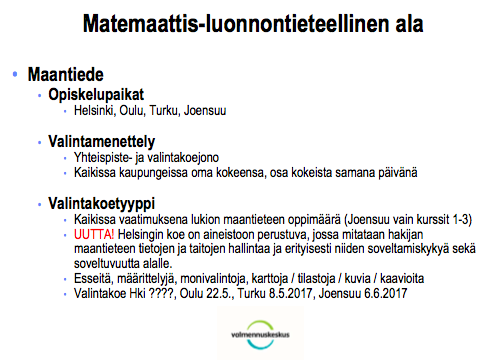 Matemaattis-luonnontieteellinen ala
• Maantiede
• Opiskelupaikat
• Helsinki, Oulu, Turku, Joensuu
• Valintamenettely
• Yhteispiste- ja valintakoejono
• Kaikissa kaupungeissa oma kokeensa, osa kokeista samana päivänä
• Valintakoetyyppi
• Kaikissa vaatimuksena lukion maantieteen oppimäärä (Joensuu vain kurssit 1-3)
• UUTTA! Helsingin koe on aineistoon perustuva, jossa mitataan hakijan
maantieteen tietojen ja taitojen hallintaa ja erityisesti niiden soveltamiskykyä sekä
soveltuvuutta alalle.
• Esseitä, määrittelyjä, monivalintoja, karttoja / tilastoja / kuvia / kaavioita
• Valintakoe Hki ????, Oulu 22.5., Turku 8.5.2017, Joensuu 6.6.2017
valmennuskeskus